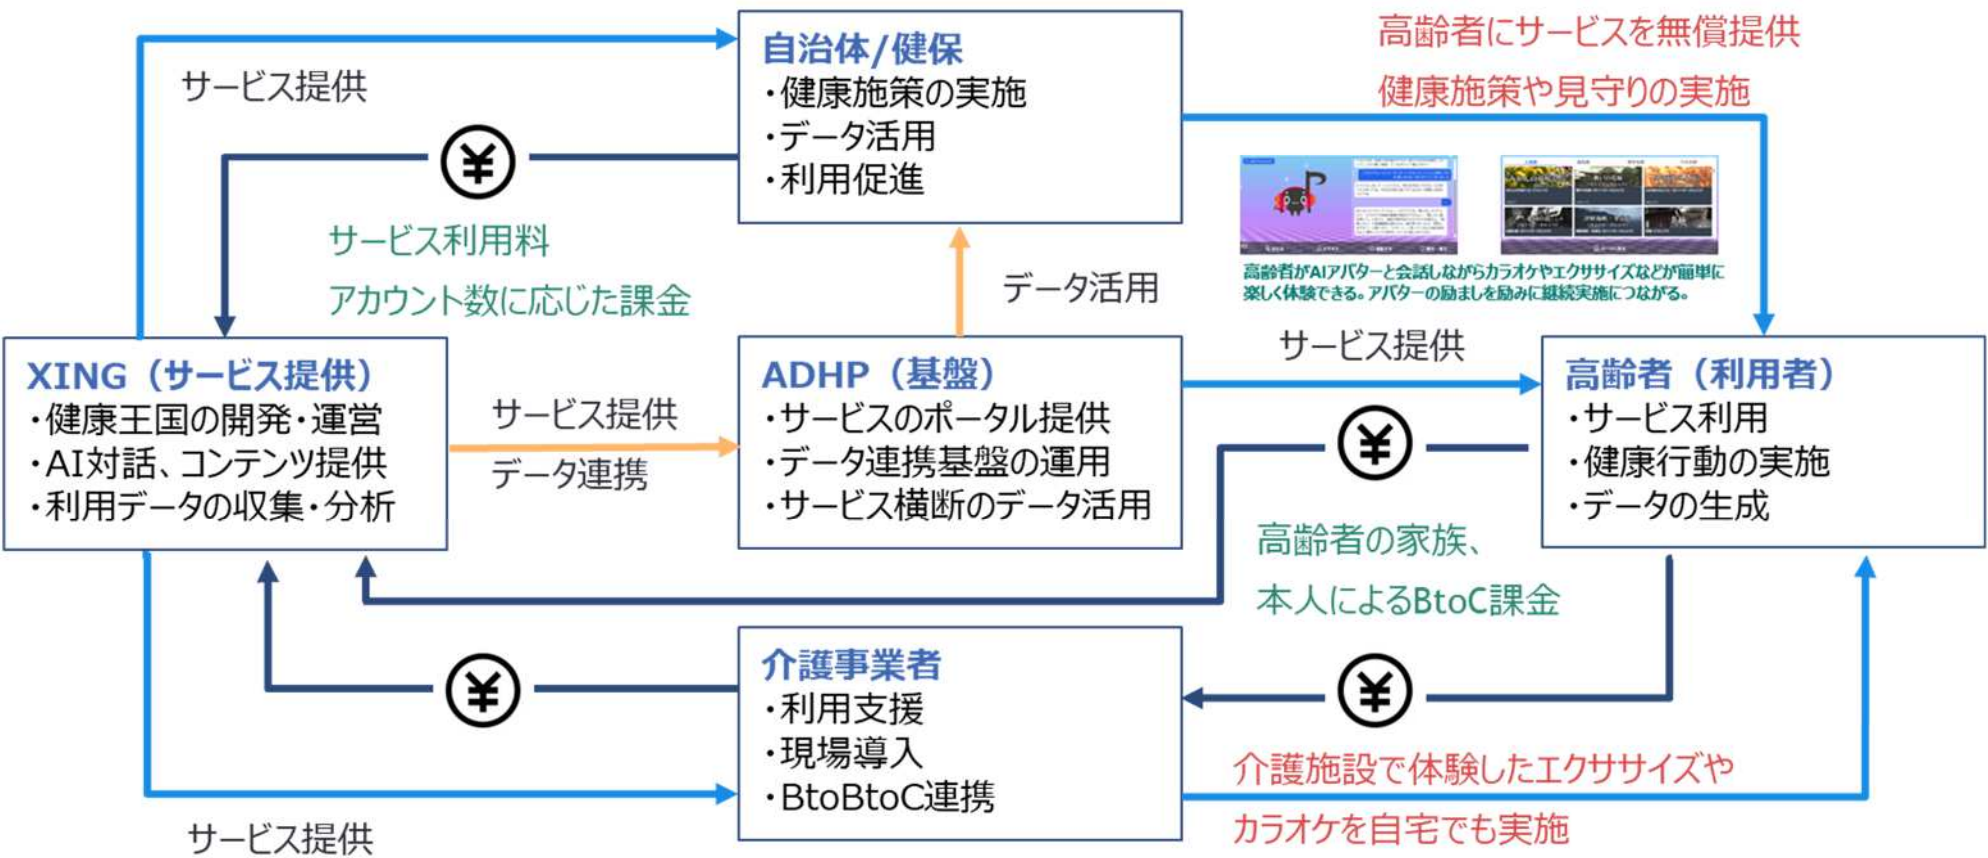 自治体/健保
・健康施策の実施
・データ活用
・利用促進
高齢者にサービスを無償提供
健康施策や見守りの実施
サービス提供
¥
サービス利用料
アカウント数に応じた課金
データ活用
高齢者がAIアバターと会話しながらカラオケやエクササイズなどが簡単に
楽しく体験できる。アバターの励ましを励みに継続実施につながる。
XING（サービス提供）
・健康王国の開発・運営
・AI対話、コンテンツ提供
・利用データの収集・分析
サービス提供
データ連携
ADHP（基盤）
・サービスのポータル提供
・データ連携基盤の運用
・サービス横断のデータ活用
サービス提供
¥
高齢者（利用者）
・サービス利用
・健康行動の実施
・データの生成
高齢者の家族、
本人によるBtoC課金
¥
介護事業者
・利用支援
・現場導入
・BtoBtoC連携
¥
サービス提供
介護施設で体験したエクササイズや
カラオケを自宅でも実施